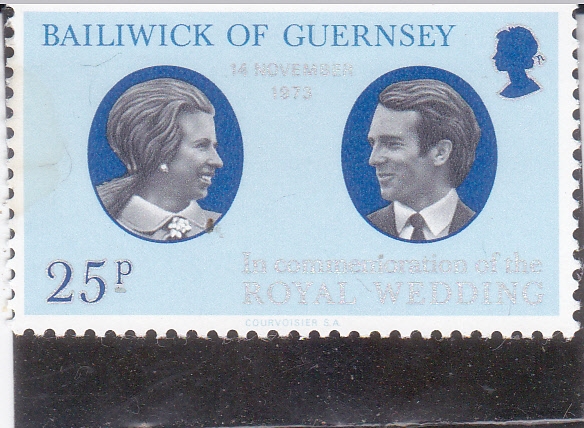 BAILIWICK OF GUERNSEY
14 NOVEMBER
1973
25p
In commemoration of the
ROYAL WEDDING
COURVOISIER S.A.